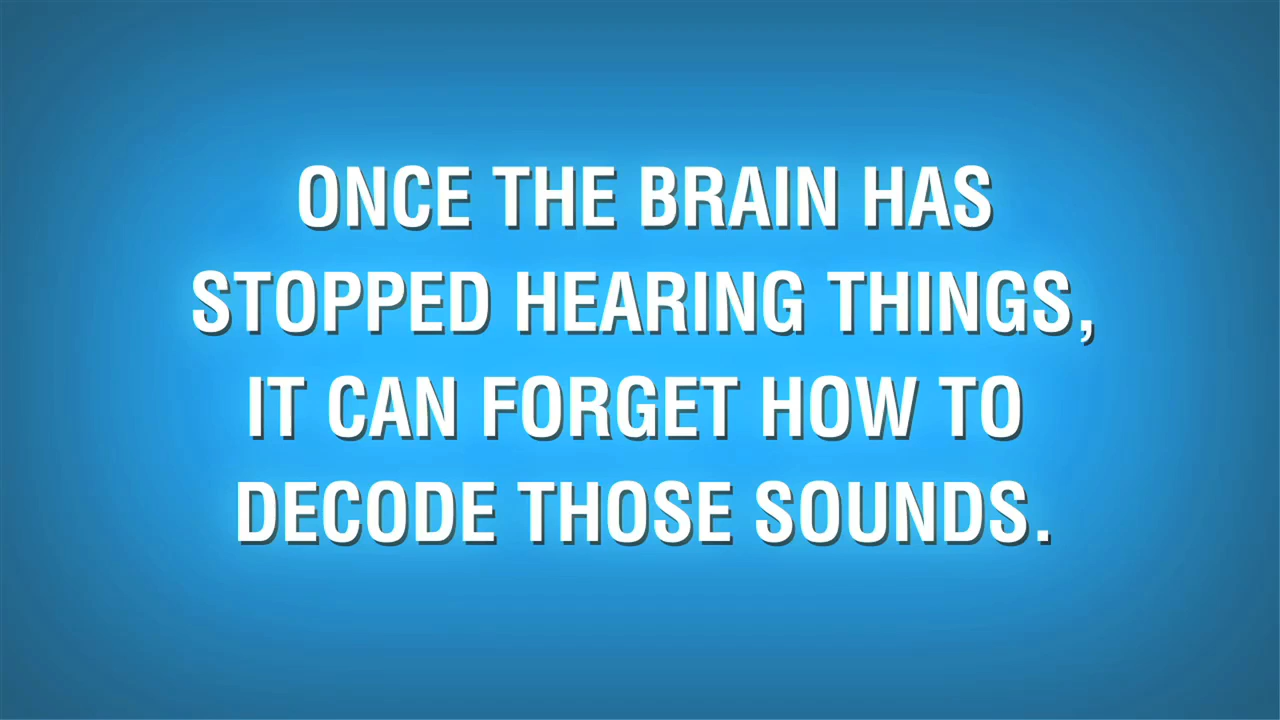 ONCE THE BRAIN HAS
STOPPED HEARING THINGS,
IT CAN FORGET HOW TO
DECODE THOSE SOUNDS.